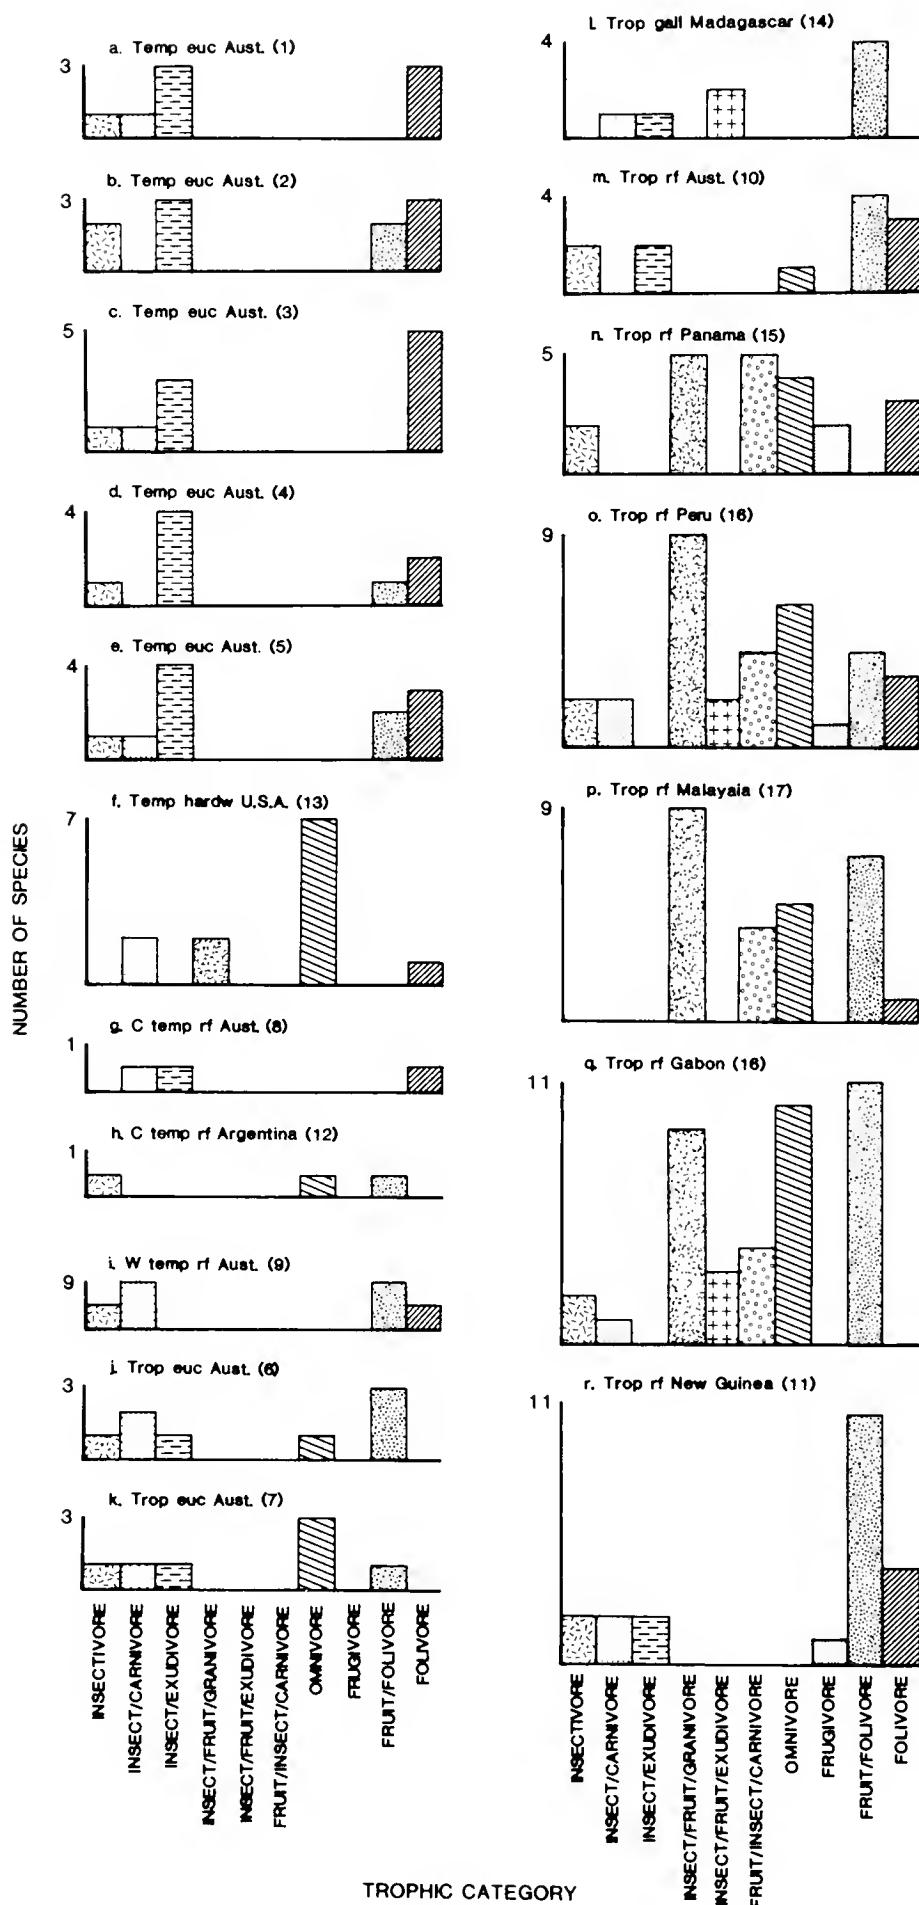 a. Temp euc Aust. (1)
3
b. Temp euc Aust. (2)
3
c. Temp euc Aust. (3)
5
d. Temp euc Aust. (4)
4
e. Temp euc Aust. (5)
4
f. Temp hardw U.S.A. (13)
7
g. C temp rf Aust. (8)
1
h. C temp rf Argentina (12)
1
i. W temp rf Aust. (9)
9
j. Trop euc Aust. (6)
3
k. Trop euc Aust. (7)
3
INSECTIVORE
INSECT/CARNIVORE
INSECT/EXUDIVORE
INSECT/FRUIT/GRANIVORE
INSECT/FRUIT/EXUDIVORE
FRUIT/INSECT/CARNIVORE
OMNIVORE
FRUGIVORE
FRUIT/FOLIVORE
FOLIVORE
NUMBER OF SPECIES
l. Trop gall Madagascar (14)
4
m. Trop rf Aust. (10)
4
n. Trop rf Panama (15)
5
o. Trop rf Peru (16)
9
p. Trop rf Malayaia (17)
9
q. Trop rf Gabon (16)
11
r. Trop rf New Guinea (11)
11
INSECTIVORE
INSECT/CARNIVORE
INSECT/EXUDIVORE
INSECT/FRUIT/GRANIVORE
INSECT/FRUIT/EXUDIVORE
FRUIT/INSECT/CARNIVORE
OMNIVORE
FRUGIVORE
FRUIT/FOLIVORE
FOLIVORE
TROPHIC CATEGORY